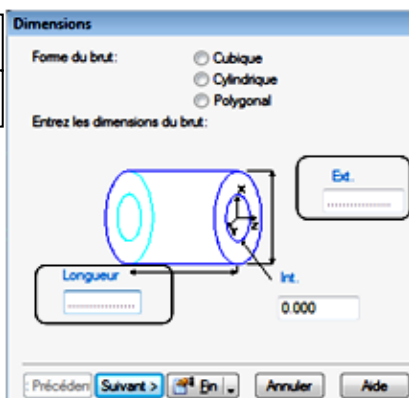 Dimensions
Forme du brut:
Cubique
Cylindrique
Polygonal
Entrez les dimensions du brut:
Ext.
................
X
Z
Y
Longueur
................
Int.
0.000
Précéden Suivant > Fin Annuler Aide